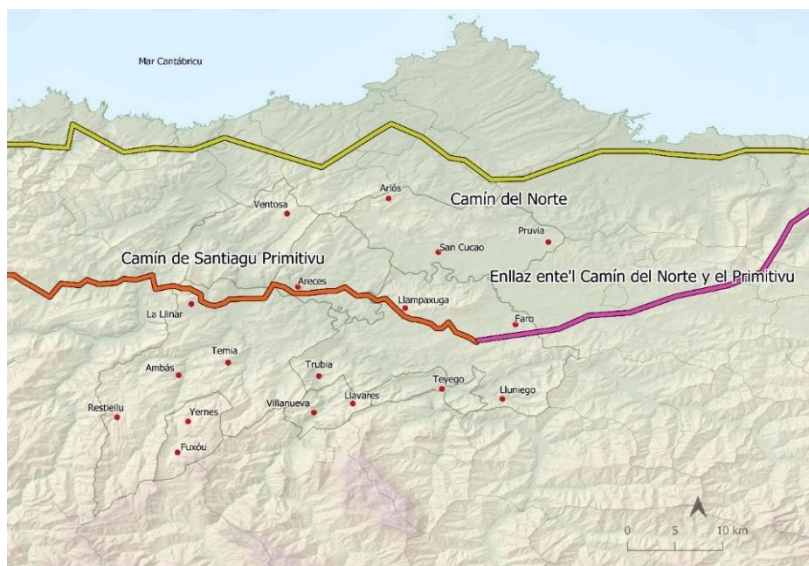 Mar Cantábricu
Arlós
Camín del Norte
Ventosa
Pruvia
San Cucao
Camín de Santiagu Primitivu
Enllaz ente'l Camín del Norte y el Primitivu
Areces
La Llinar
Llampaxuga
Faro
Temia
Trubia
Ambás
Teyego
Lluniego
Llavares
Villanueva
Restiellu
Yernes
Fuxóu
0 5 10 km